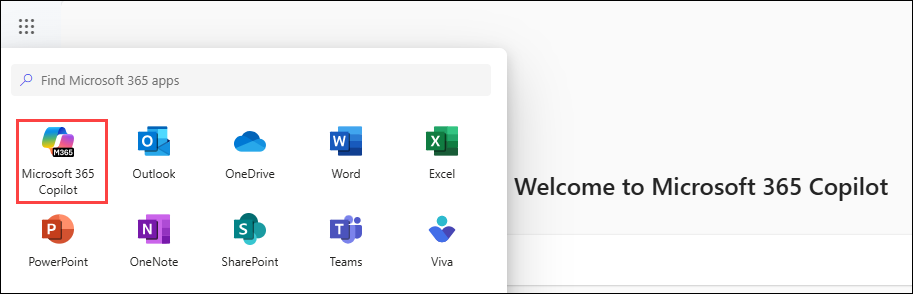 Find Microsoft 365 apps
M365
Microsoft 365
Copilot
Outlook
OneDrive
Word
Excel
PowerPoint
OneNote
SharePoint
Teams
Viva
Welcome to Microsoft 365 Copilot